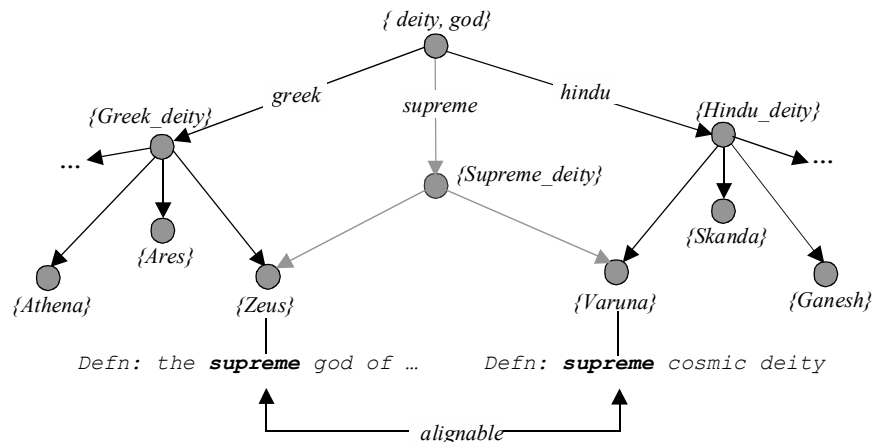 { deity, god}
greek
supreme
hindu
{Greek_deity}
{Hindu_deity}
...
...
{Supreme_deity}
{Ares}
{Skanda}
{Athena}
{Zeus}
{Varuna}
{Ganesh}
Defn: the supreme god of …
Defn: supreme cosmic deity
alignable